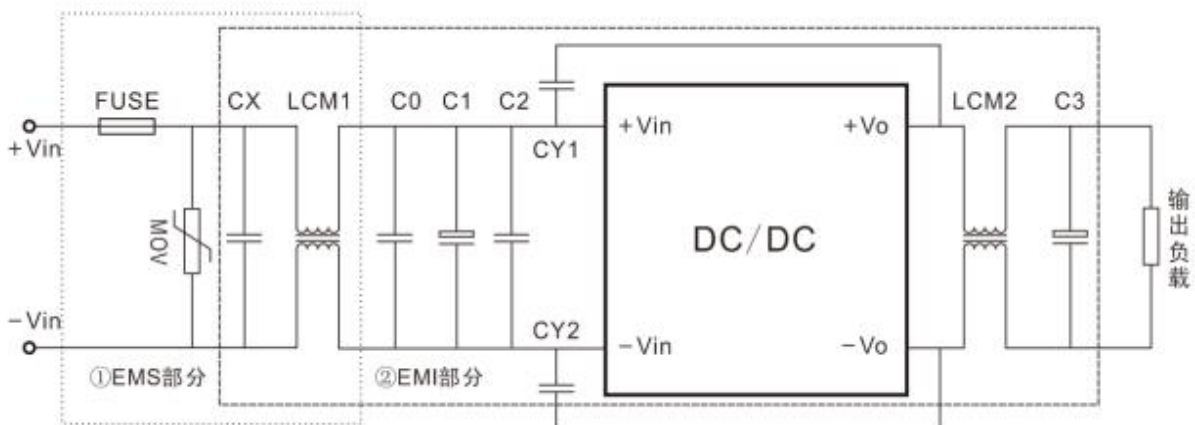 FUSE
CX
LCM1
C0
C1
C2
LCM2
C3
+Vin
CY1
+Vin
+Vo
MOV
DC/DC
输出负载
-Vin
CY2
-Vin
-Vo
①EMS部分
②EMI部分